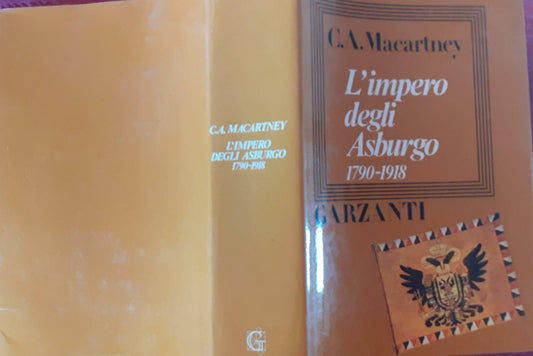 C.A. MACARTNEY
L'IMPERO
DEGLI ASBURGO
1790-1918
G
C.A. Macartney
L'impero
degli
Asburgo
1790-1918
GARZANTI